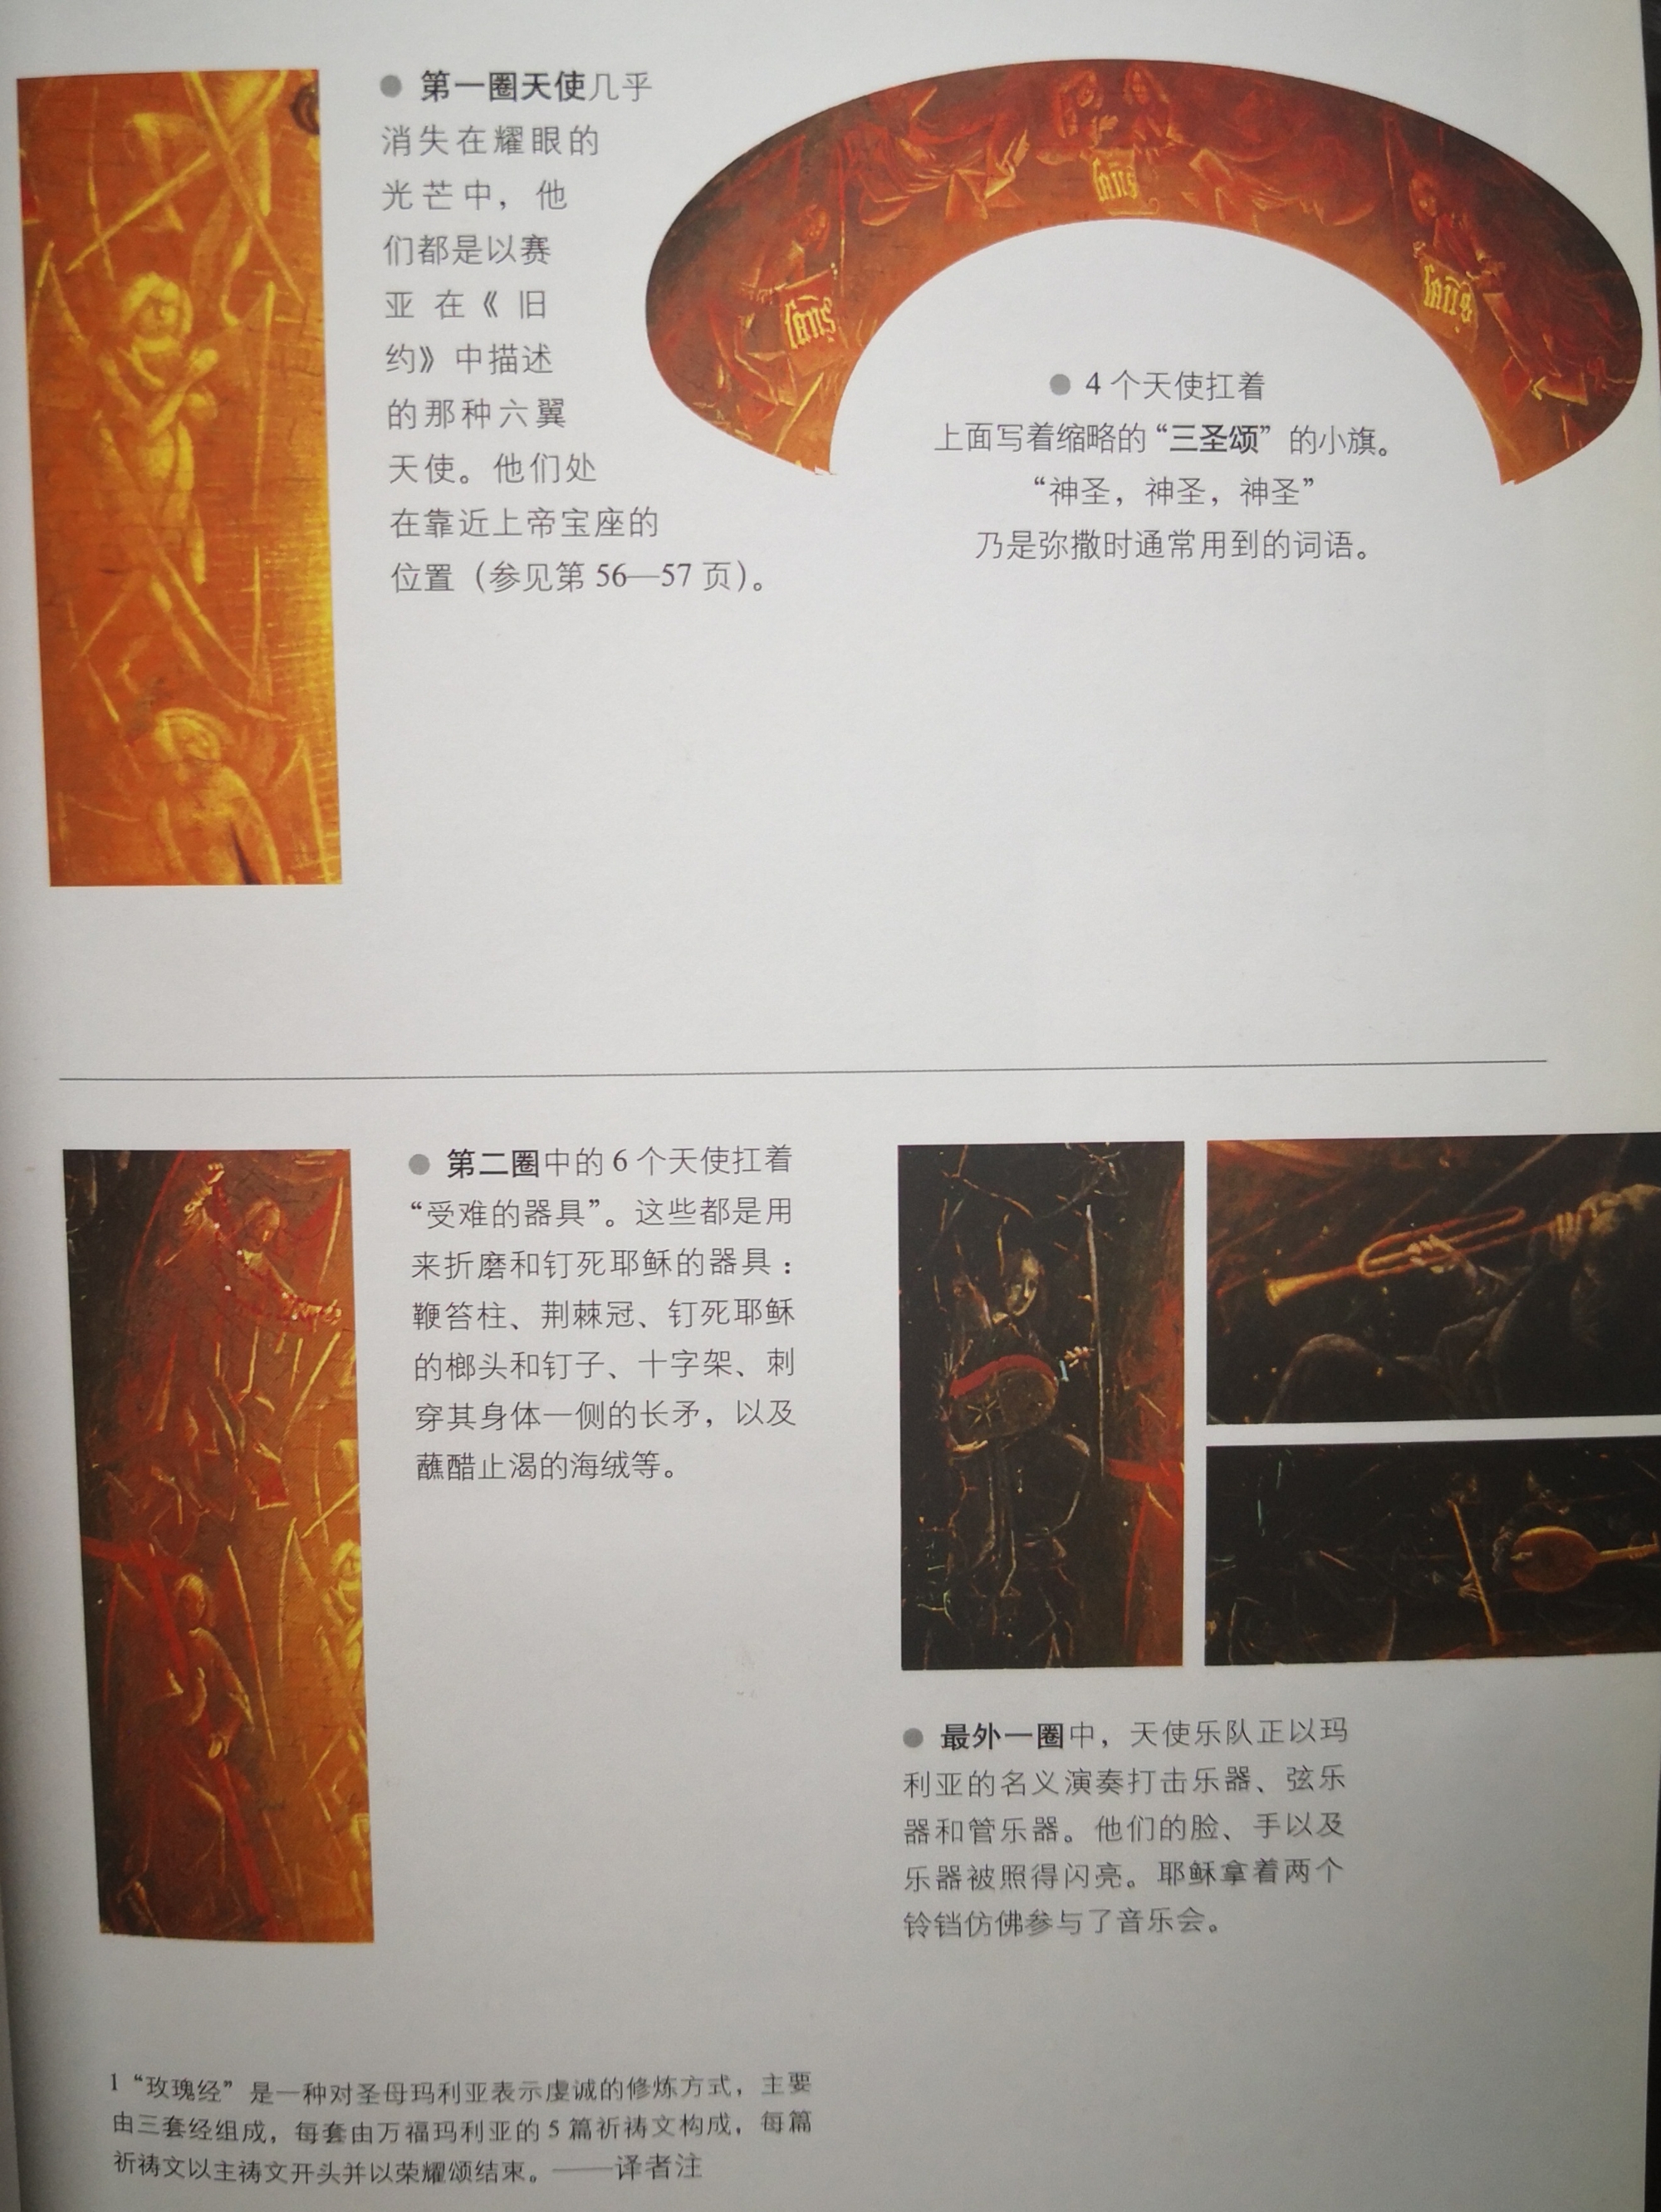 ● 第一圈天使几乎
消失在耀眼的
光芒中，他
们都是以赛
亚在《旧
约》中描述
的那种六翼
天使。他们处
在靠近上帝宝座的
位置（参见第 56—57 页）。
● 4 个天使扛着
上面写着缩略的“三圣颂”的小旗。
“神圣，神圣，神圣”
乃是弥撒时通常用到的词语。
● 第二圈中的 6 个天使扛着
“受难的器具”。这些都是用
来折磨和钉死耶稣的器具：
鞭笞柱、荆棘冠、钉死耶稣
的榔头和钉子、十字架、刺
穿其身体一侧的长矛，以及
蘸醋止渴的海绒等。
● 最外一圈中，天使乐队正以玛
利亚的名义演奏打击乐器、弦乐
器和管乐器。他们的脸、手以及
乐器被照得闪亮。耶稣拿着两个
铃铛仿佛参与了音乐会。
1 “玫瑰经”是一种对圣母玛利亚表示虔诚的修炼方式，主要
由三套经组成，每套由万福玛利亚的 5 篇祈祷文构成，每篇
祈祷文以主祷文开头并以荣耀颂结束。——译者注